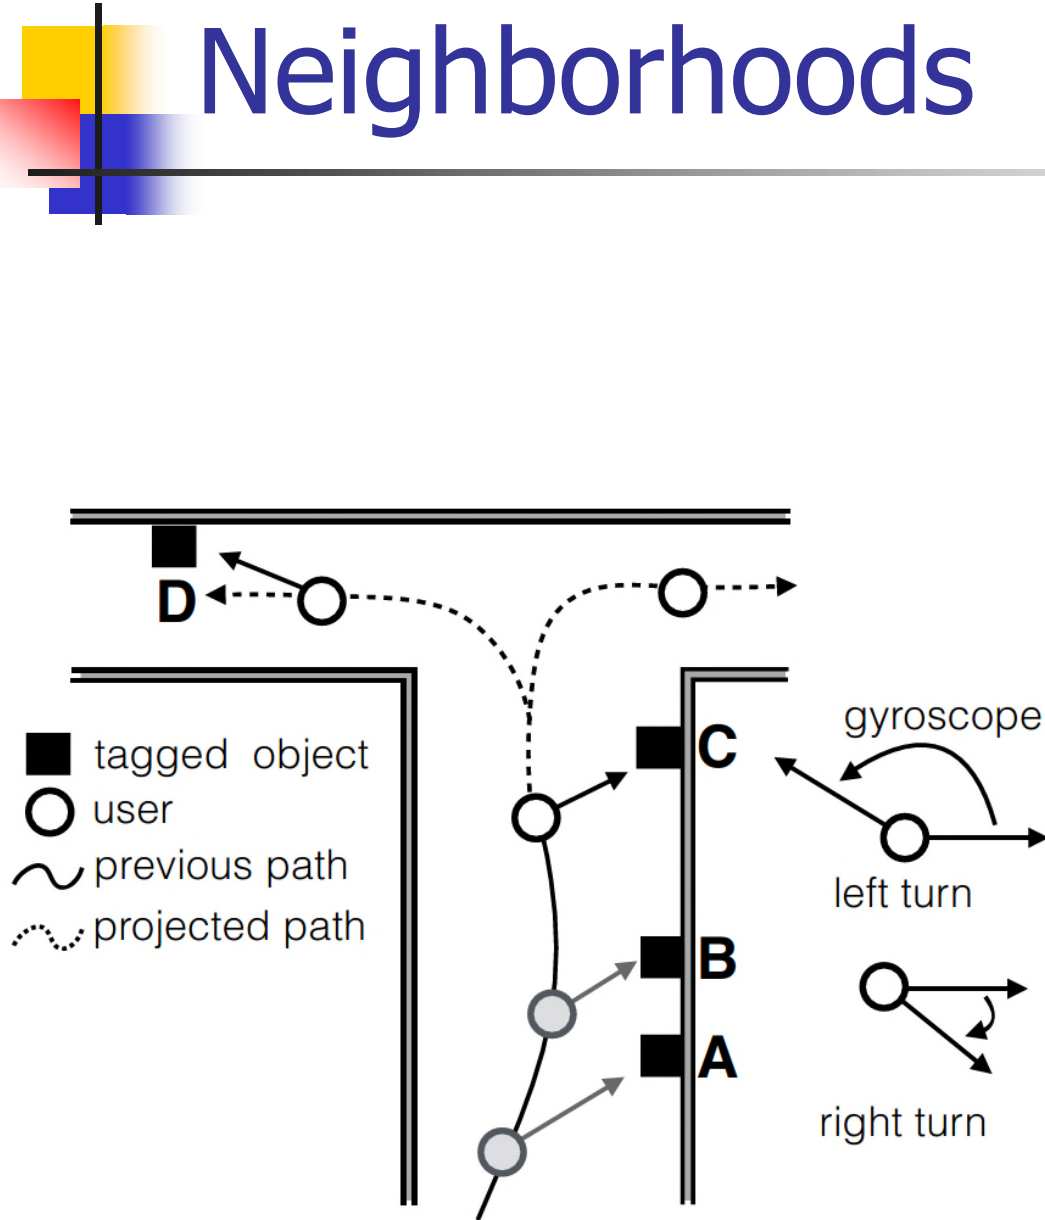 Neighborhoods
D
tagged object
user
previous path
projected path
C
B
A
gyroscope
left turn
right turn